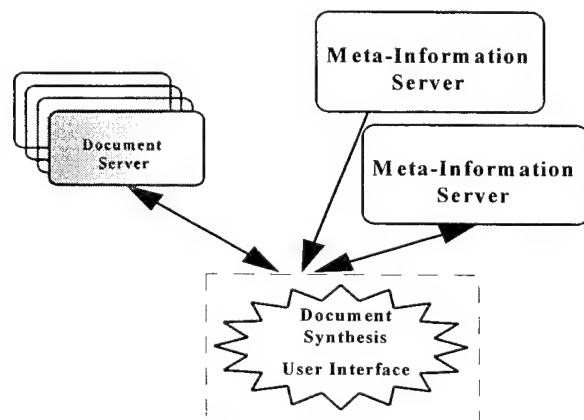 Meta-Information
Server
Document
Server
Meta-Information
Server
Document
Synthesis
User Interface